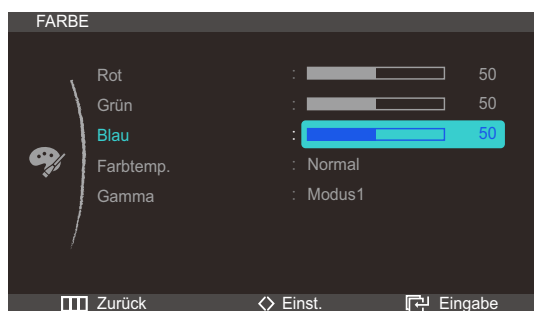 FARBE
Rot : 50
Grün : 50
Blau : 50
Farbtemp. : Normal
Gamma : Modus1
Zurück Einst. Eingabe